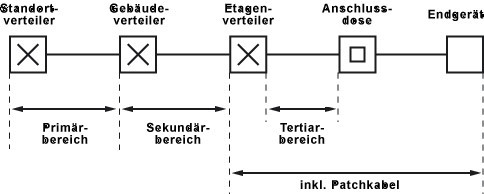 Standort-
verteiler
Gebäude-
verteiler
Etagen-
verteiler
Anschluss-
dose
Endgerät
Primär-
bereich
Sekundär-
bereich
Tertiar-
bereich
inkl. Patchkabel